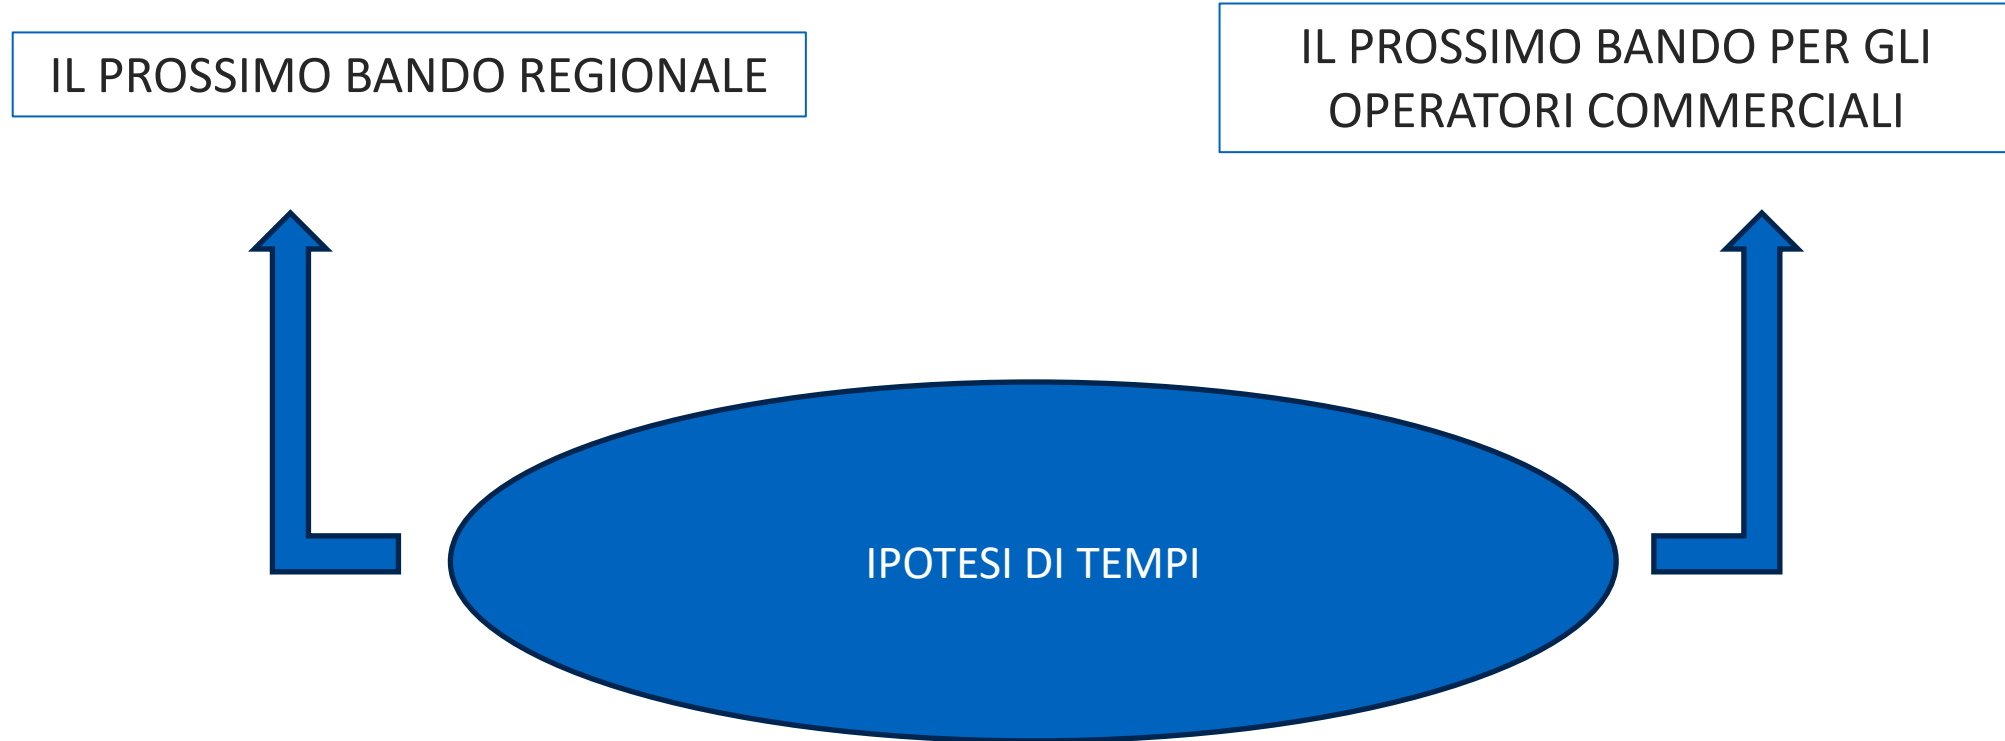 IL PROSSIMO BANDO REGIONALE
IL PROSSIMO BANDO PER GLI
OPERATORI COMMERCIALI
IPOTESI DI TEMPI